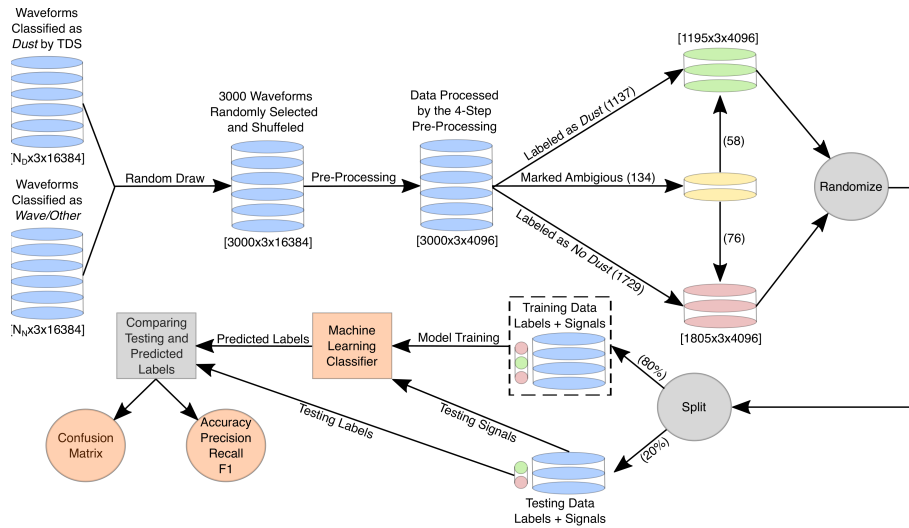 Waveforms
Classified as
Dust by TDS
[N_Dx3x16384]
Waveforms
Classified as
Wave/Other
[N_Nx3x16384]
Random Draw
3000 Waveforms
Randomly Selected
and Shuffeled
[3000x3x16384]
Pre-Processing
Data Processed
by the 4-Step
Pre-Processing
[3000x3x4096]
Labeled as Dust (1137)
Marked Ambigious (134)
Labeled as No Dust (1729)
[1195x3x4096]
(58)
(76)
[1805x3x4096]
Randomize
Split
(80%)
(20%)
Training Data
Labels + Signals
Testing Data
Labels + Signals
Model Training
Testing Signals
Testing Labels
Machine
Learning
Classifier
Predicted Labels
Comparing
Testing and
Predicted
Labels
Confusion
Matrix
Accuracy
Precision
Recall
F1